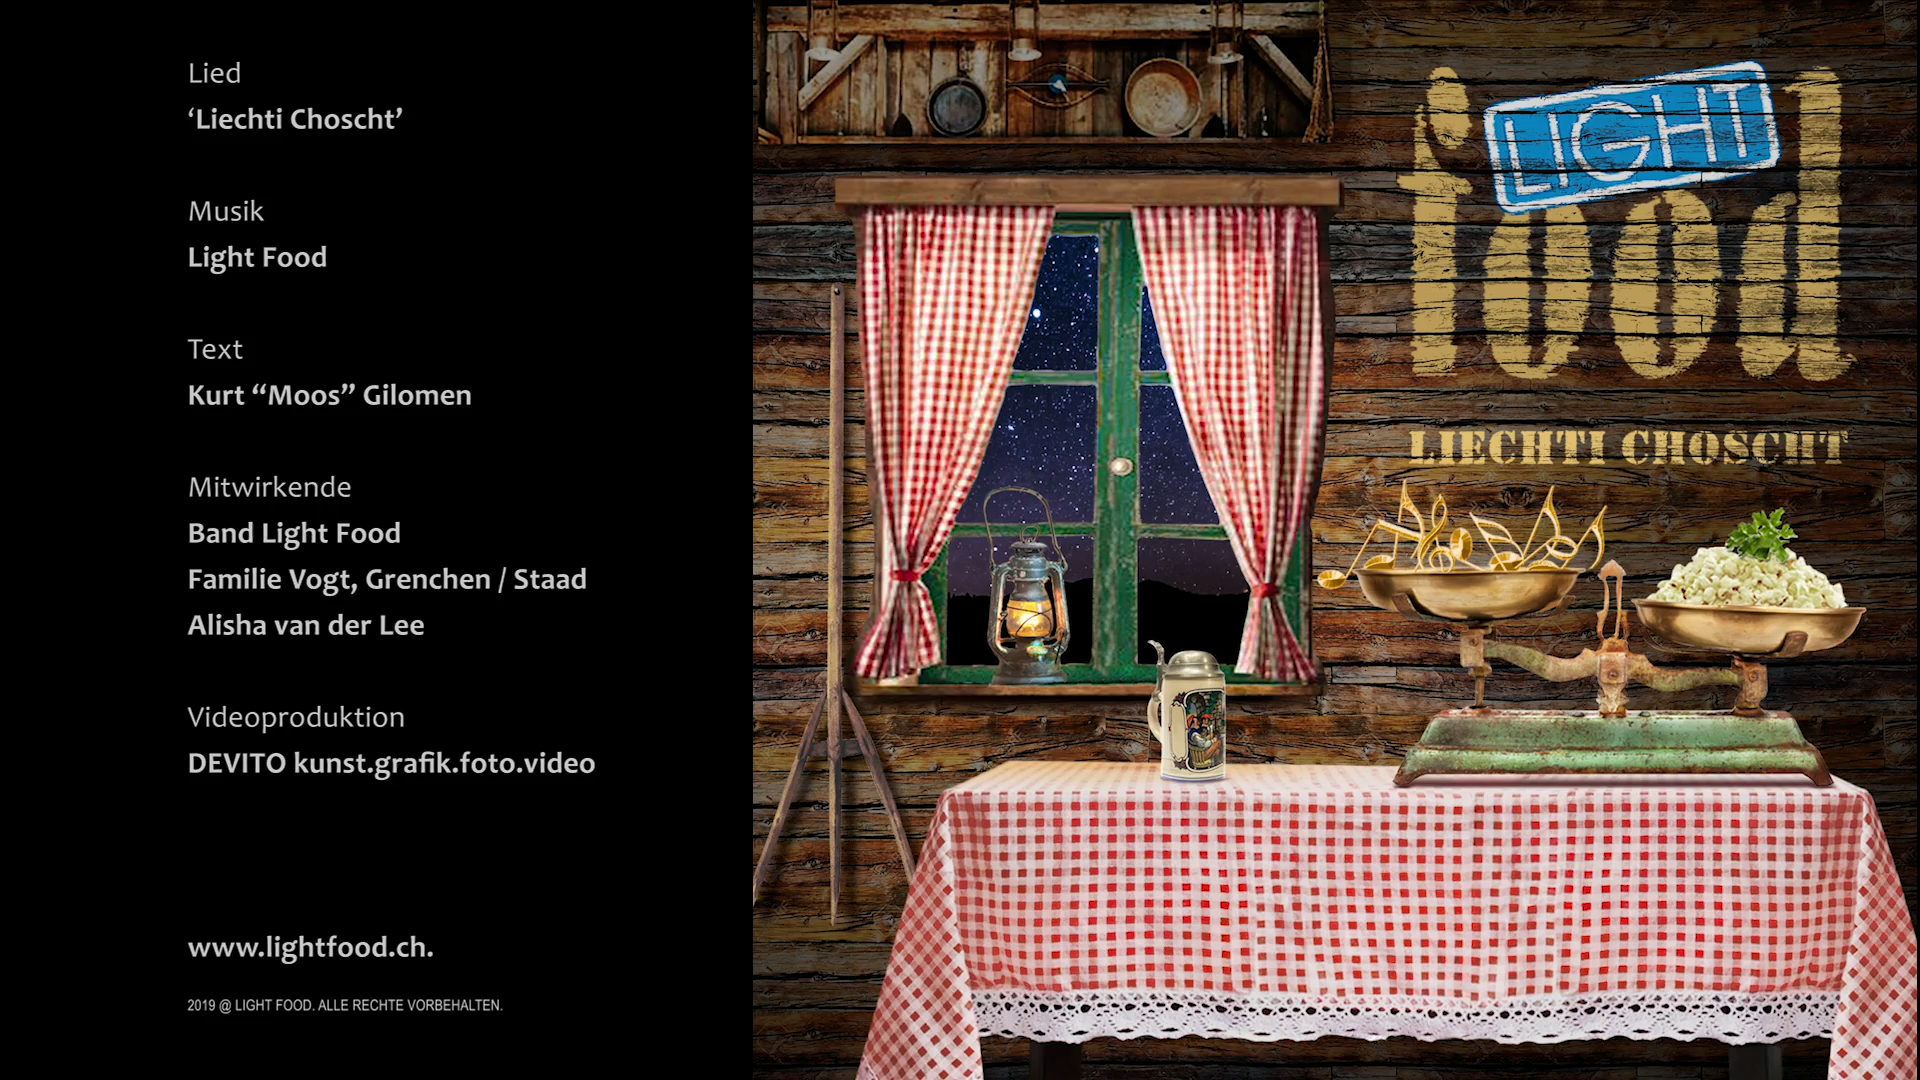 Lied
‘Liechti Choscht’
Musik
Light Food
Text
Kurt “Moos” Gilomen
Mitwirkende
Band Light Food
Familie Vogt, Grenchen / Staad
Alisha van der Lee
Videoproduktion
DEVITO kunst.grafik.foto.video
www.lightfood.ch.
2019 @ LIGHT FOOD. ALLE RECHTE VORBEHALTEN.
LIGHT
food
LIECHTI CHOSCHT